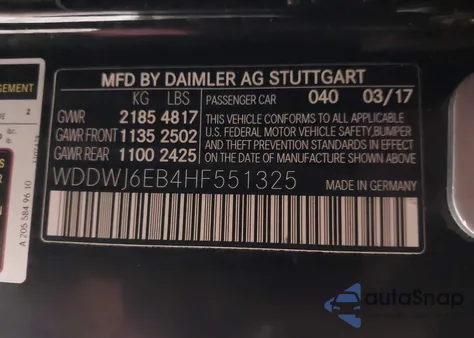 MFD BY DAIMLER AG STUTTGART
KG LBS PASSENGER CAR 040 03/17
GVWR 2185 4817
GAWR FRONT 1135 2502
GAWR REAR 1100 2425
THIS VEHICLE CONFORMS TO ALL APPLICABLE
U.S. FEDERAL MOTOR VEHICLE SAFETY, BUMPER
AND THEFT PREVENTION STANDARDS IN EFFECT
ON THE DATE OF MANUFACTURE SHOWN ABOVE.
WDDWJ6EB4HF551325 MADE IN GERMANY
A 205 584 96 10
autoSnap